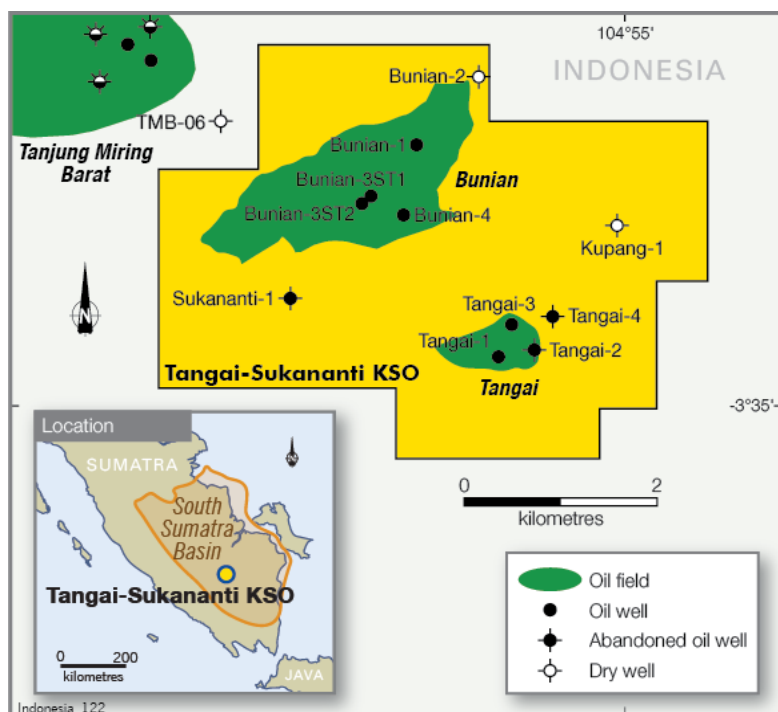 104°55'
INDONESIA
Bunian-2
TMB-06
Tanjung Miring
Barat
Bunian-1
Bunian
Bunian-3ST1
Bunian-3ST2
Bunian-4
Kupang-1
Sukananti-1
Tangai-3
Tangai-4
Tangai-1
Tangai-2
Tangai-Sukananti KSO
Tangai
-3°35'
N
0
2
kilometres
Location
SUMATRA
South
Sumatra
Basin
Tangai-Sukananti KSO
0
200
kilometres
JAVA
Oil field
Oil well
Abandoned oil well
Dry well
Indonesia 122